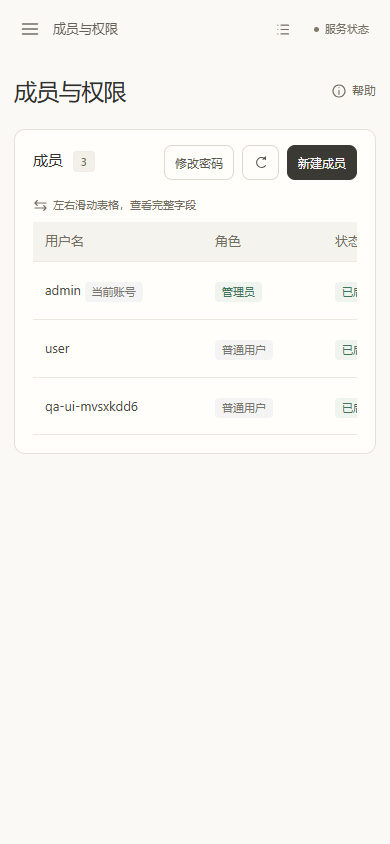 成员与权限
服务状态
成员与权限
帮助
成员 3
修改密码
新建成员
左右滑动表格，查看完整字段
用户名 角色 状态
admin 当前账号 管理员
user 普通用户
qa-ui-mvsxkdd6 普通用户